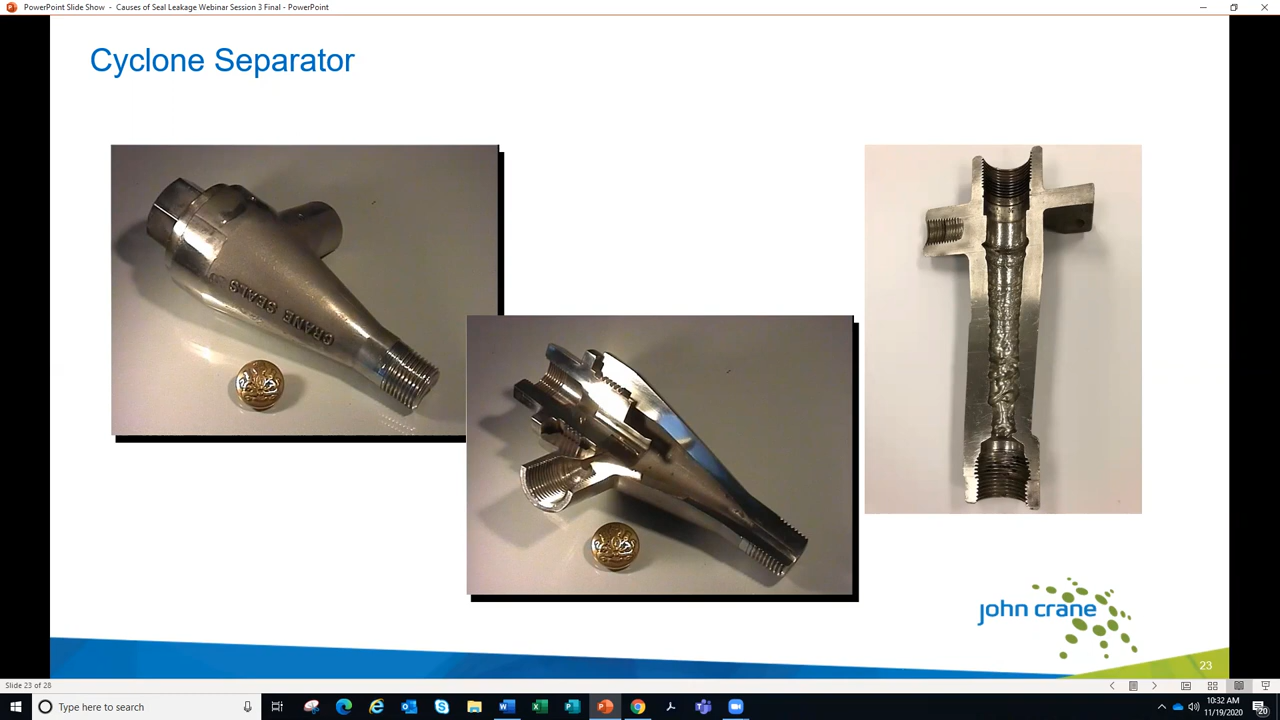 PowerPoint Slide Show - Causes of Seal Leakage Webinar Session 3 Final - PowerPoint
Cyclone Separator
CRANE SEALS
john crane
23
Slide 23 of 28
Type here to search
10:32 AM
11/19/2020
20